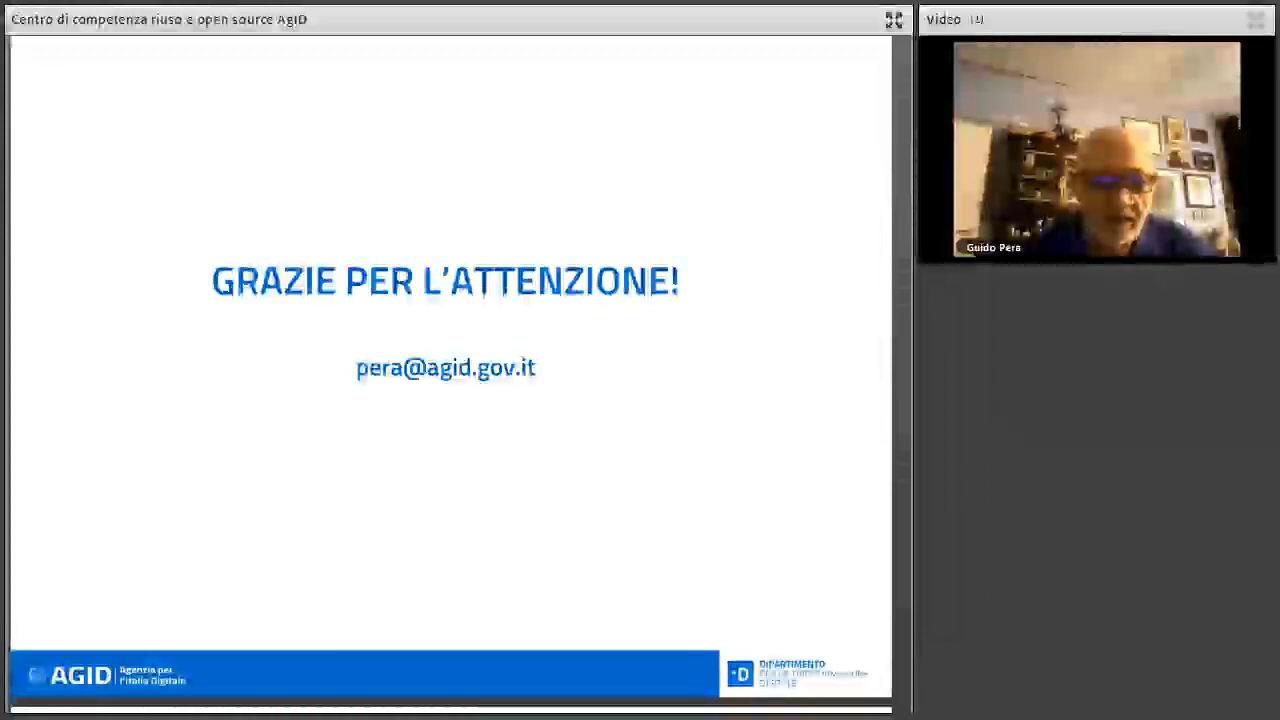 Centro di competenza riuso e open source AgID
Video
GRAZIE PER L'ATTENZIONE!
pera@agid.gov.it
Guido Pera
AGID
Agenzia per
l'Italia Digitale
DIPARTIMENTO